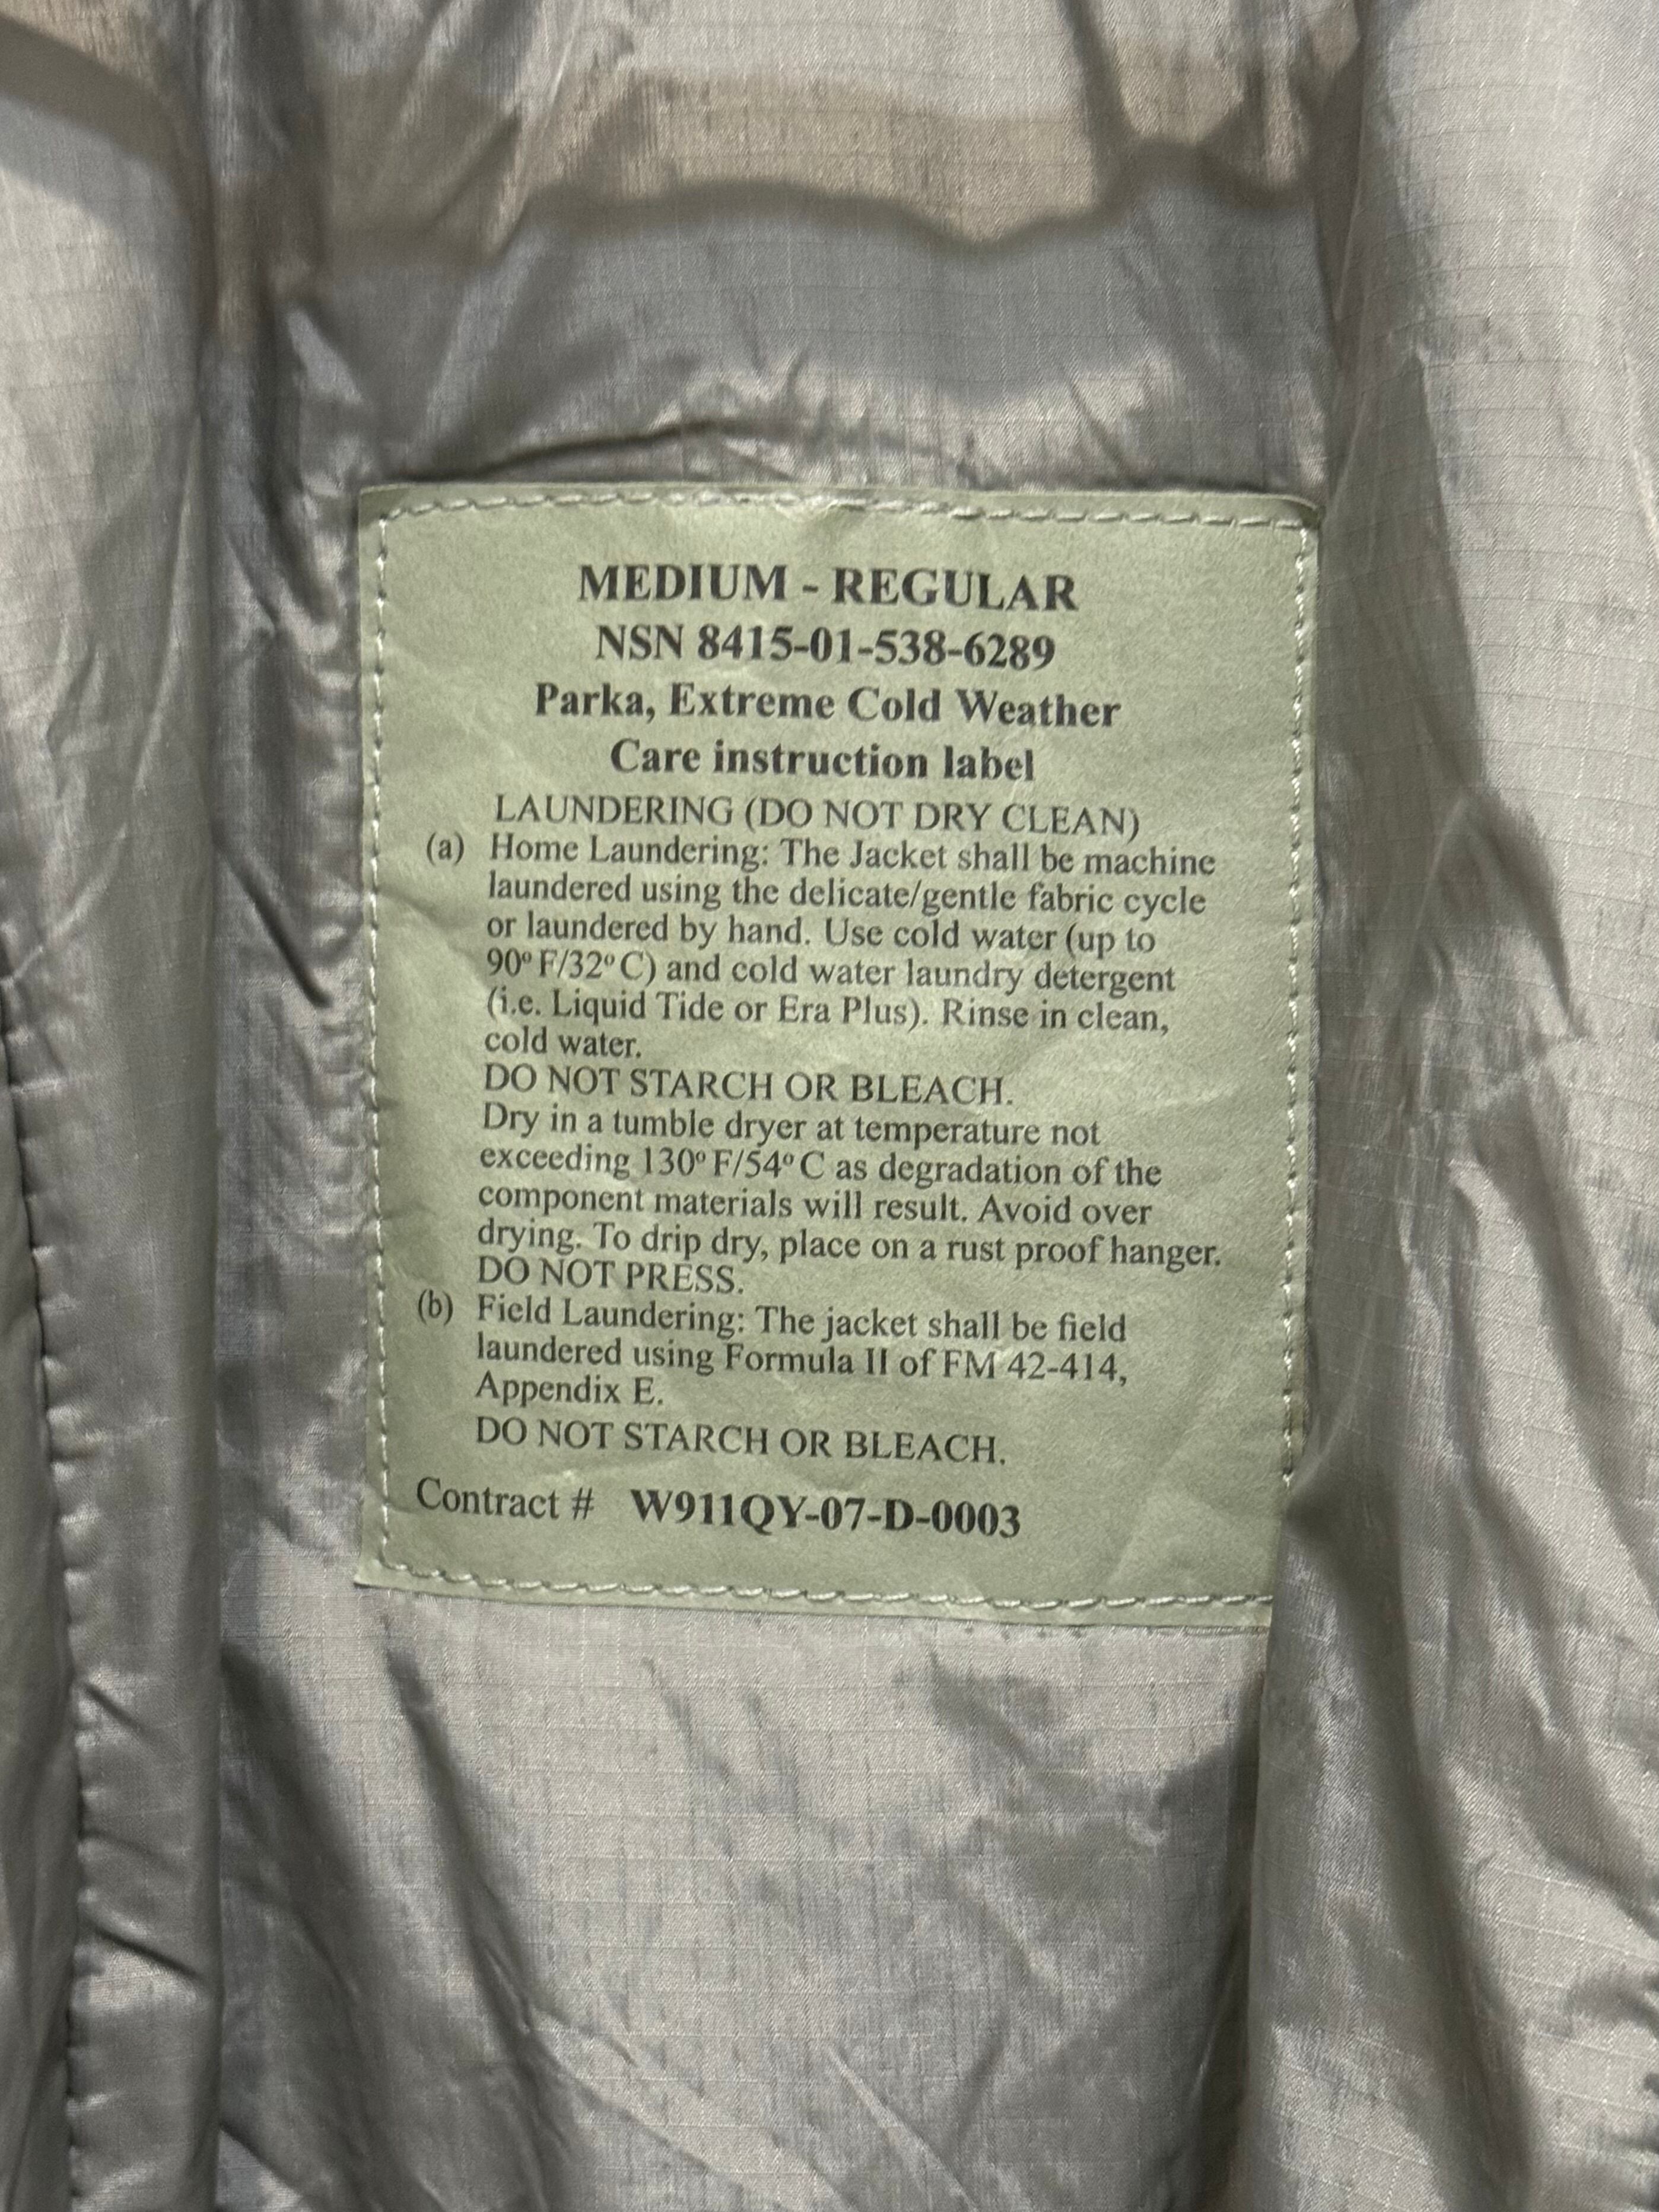 MEDIUM - REGULAR
NSN 8415-01-538-6289
Parka, Extreme Cold Weather
Care instruction label
LAUNDERING (DO NOT DRY CLEAN)
(a) Home Laundering: The Jacket shall be machine
laundered using the delicate/gentle fabric cycle
or laundered by hand. Use cold water (up to
90º F/32º C) and cold water laundry detergent
(i.e. Liquid Tide or Era Plus). Rinse in clean,
cold water.
DO NOT STARCH OR BLEACH.
Dry in a tumble dryer at temperature not
exceeding 130º F/54º C as degradation of the
component materials will result. Avoid over
drying. To drip dry, place on a rust proof hanger.
DO NOT PRESS.
(b) Field Laundering: The jacket shall be field
laundered using Formula II of FM 42-414,
Appendix E.
DO NOT STARCH OR BLEACH.
Contract # W911QY-07-D-0003